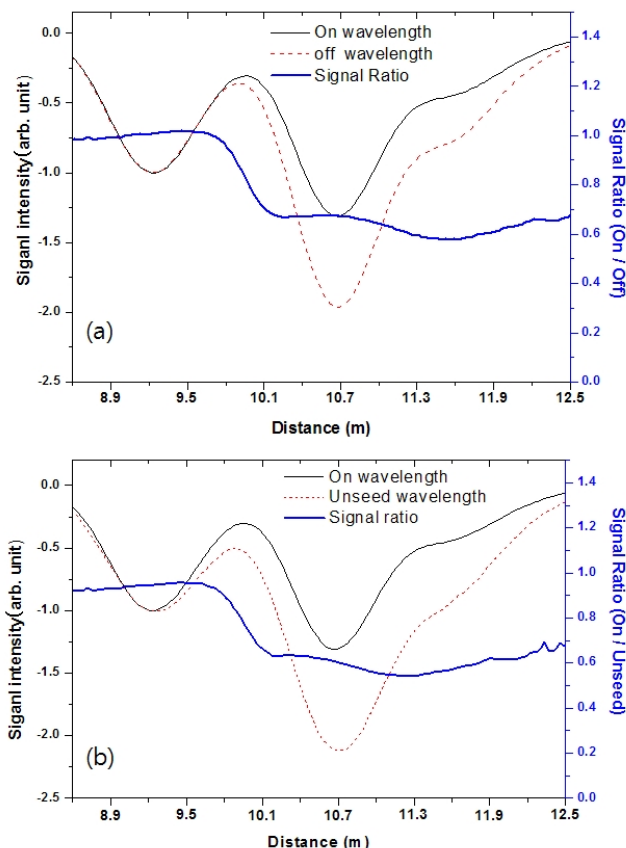 On wavelength
off wavelength
Signal Ratio
(a)
0.0
-0.5
-1.0
-1.5
-2.0
-2.5
Siganl intensity(arb. unit)
1.4
1.2
1.0
0.8
0.6
0.4
0.2
0.0
Signal Ratio (On / Off)
8.9 9.5 10.1 10.7 11.3 11.9 12.5
Distance (m)
On wavelength
Unseed wavelength
Signal ratio
(b)
0.0
-0.5
-1.0
-1.5
-2.0
-2.5
Siganl intensity(arb. unit)
1.4
1.2
1.0
0.8
0.6
0.4
0.2
0.0
Signal Ratio (On / Unseed)
8.9 9.5 10.1 10.7 11.3 11.9 12.5
Distance (m)